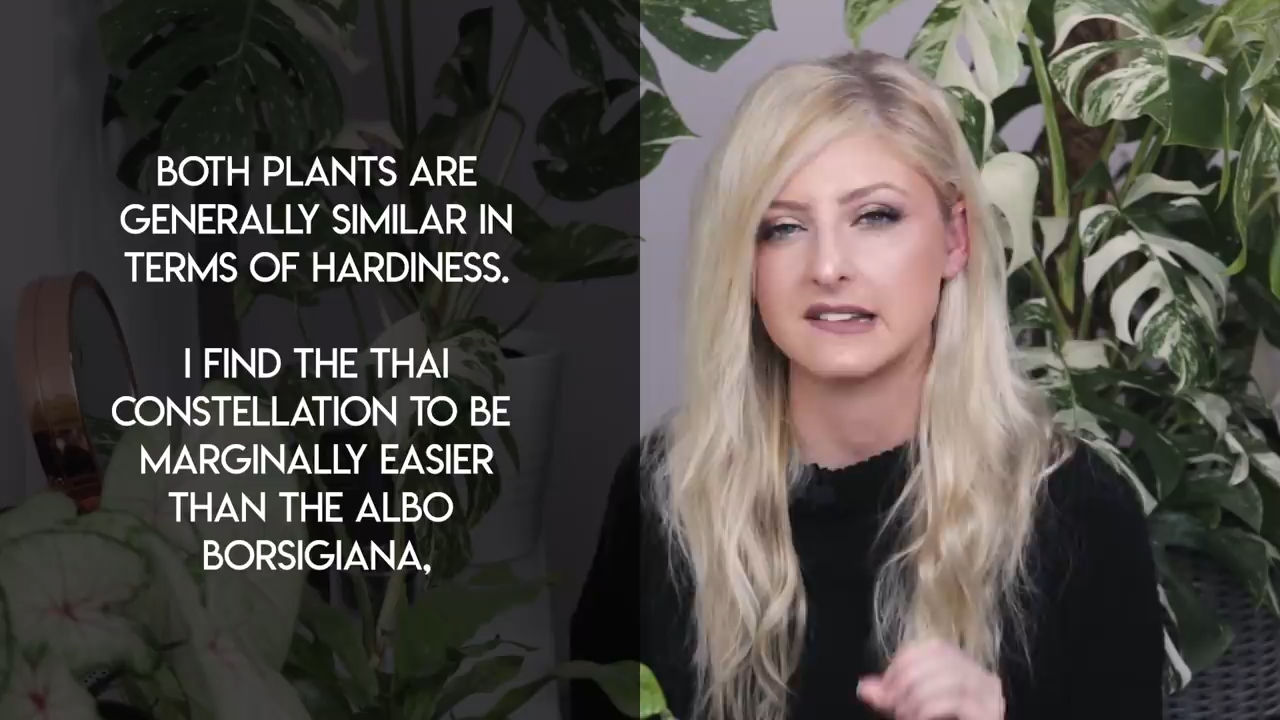 BOTH PLANTS ARE
GENERALLY SIMILAR IN
TERMS OF HARDINESS.
I FIND THE THAI
CONSTELLATION TO BE
MARGINALLY EASIER
THAN THE ALBO
BORSIGIANA,